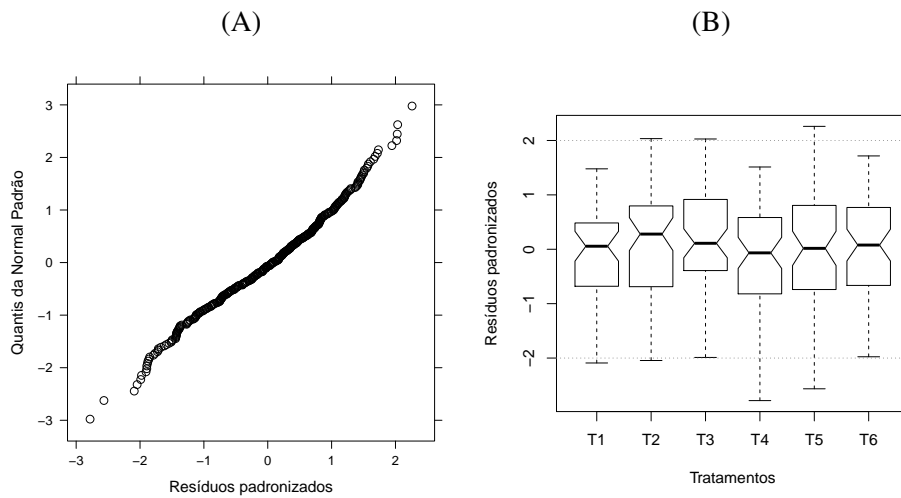 (A)
3
2
1
0
−1
−2
−3
Quantis da Normal Padrão
−3 −2 −1 0 1 2
Resíduos padronizados
(B)
2
1
0
−1
−2
Resíduos padronizados
T1 T2 T3 T4 T5 T6
Tratamentos